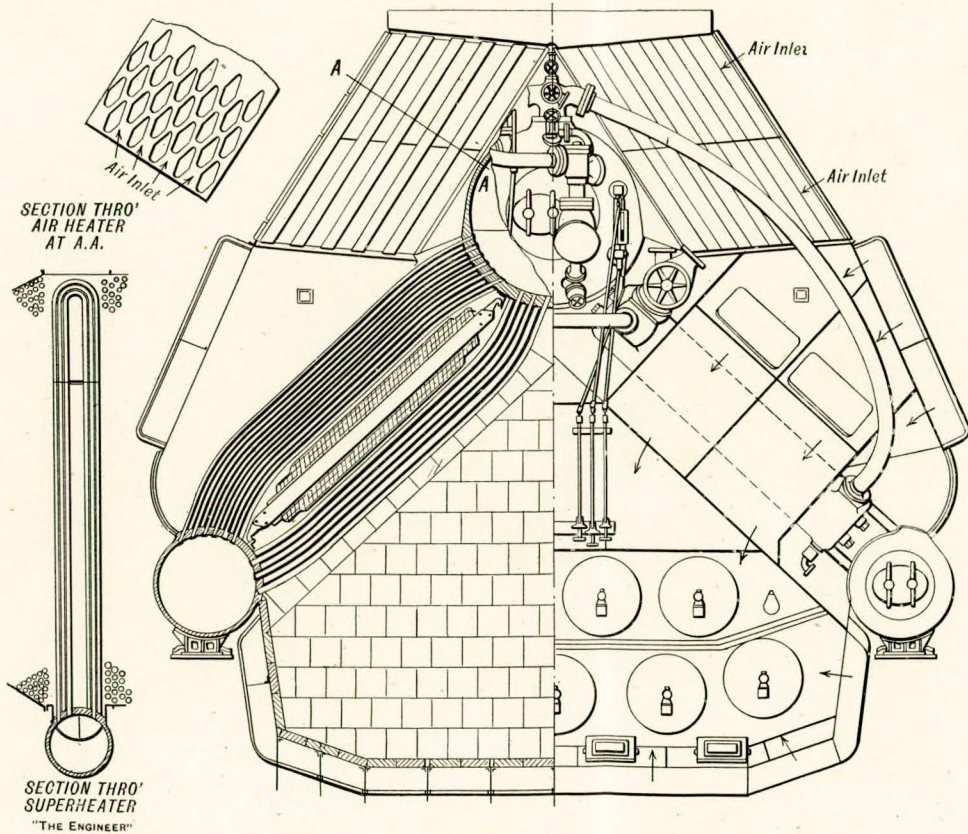 Air Inlet
SECTION THRO'
AIR HEATER
AT A.A.
A
A
Air Inlet
Air Inlet
SECTION THRO'
SUPERHEATER
"THE ENGINEER"